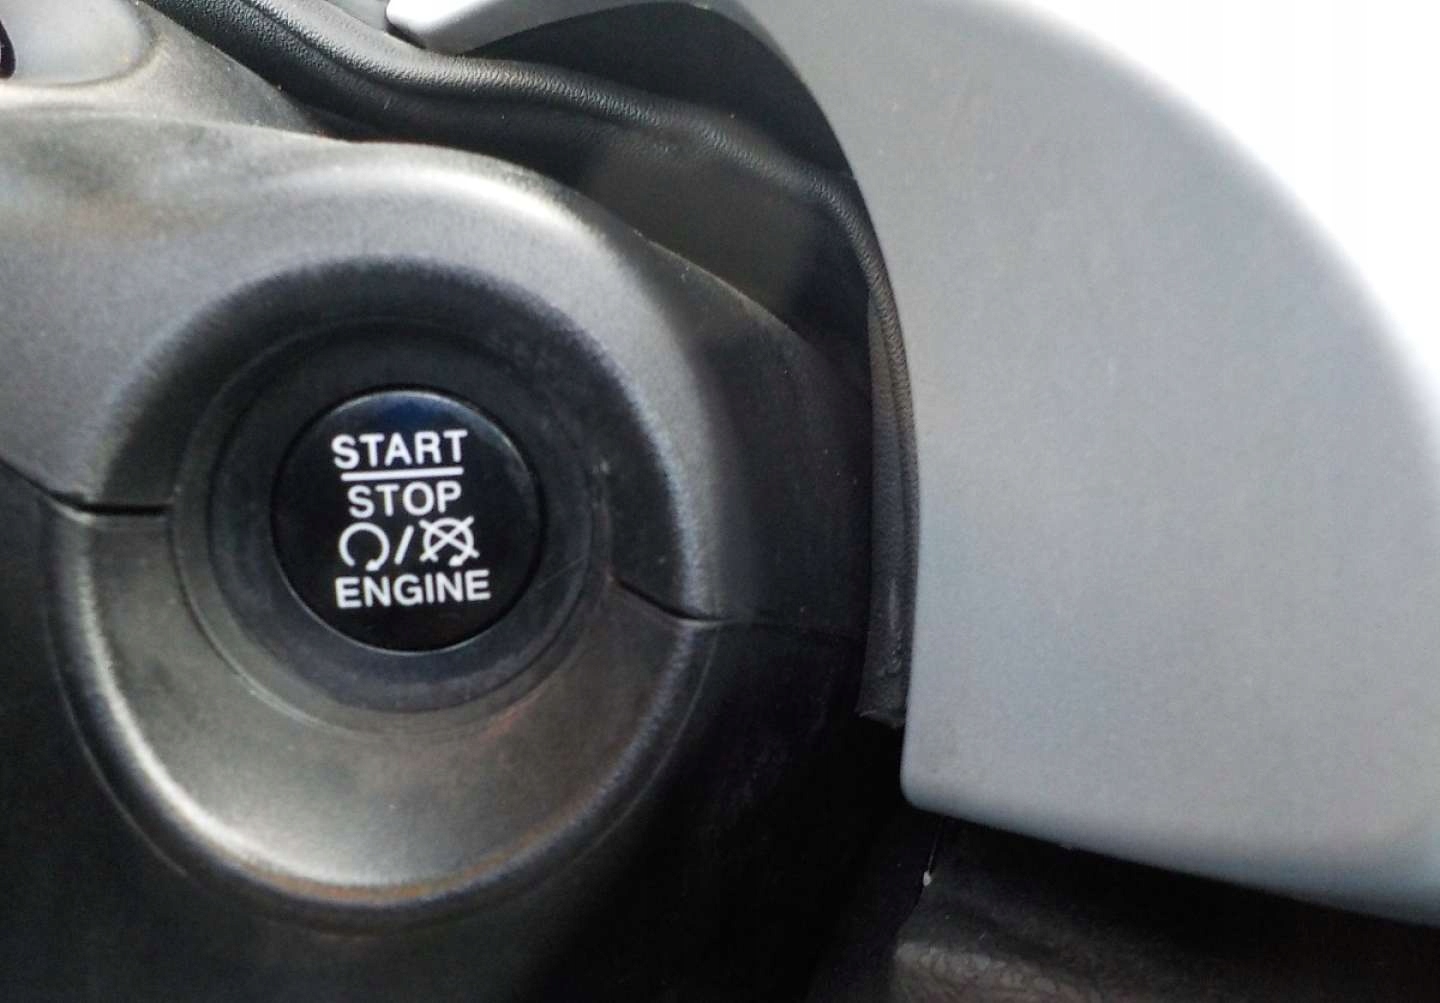 START
STOP
/
ENGINE